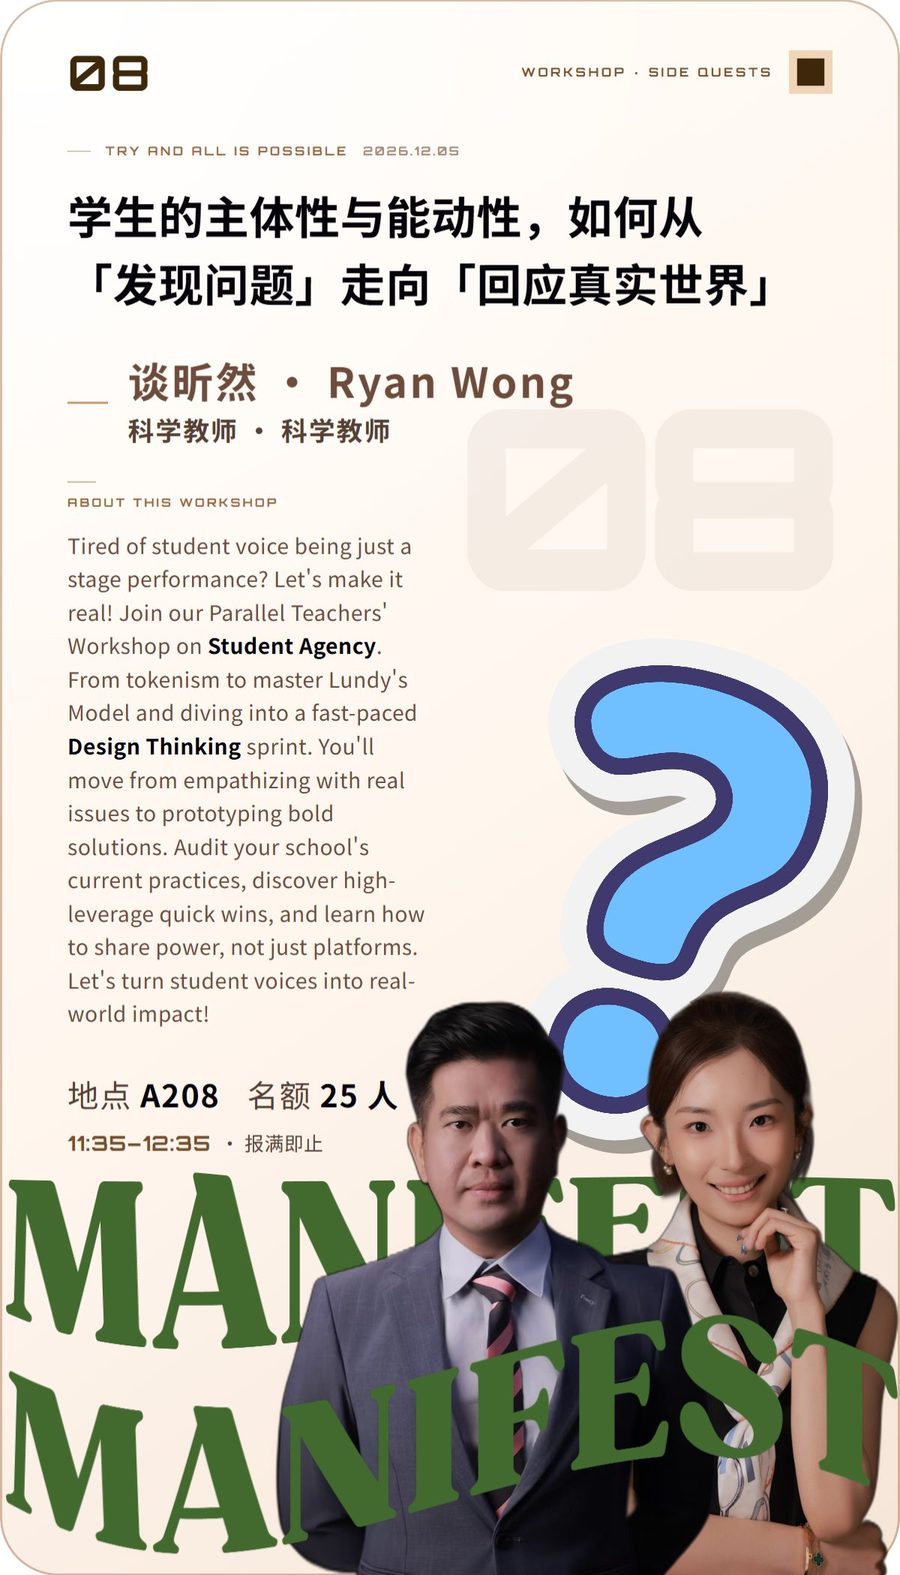 08
WORKSHOP · SIDE QUESTS
TRY AND ALL IS POSSIBLE 2026.12.05
学生的主体性与能动性，如何从
「发现问题」走向「回应真实世界」
谈昕然 • Ryan Wong
科学教师 • 科学教师
08
ABOUT THIS WORKSHOP
Tired of student voice being just a
stage performance? Let's make it
real! Join our Parallel Teachers'
Workshop on Student Agency.
From tokenism to master Lundy's
Model and diving into a fast-paced
Design Thinking sprint. You'll
move from empathizing with real
issues to prototyping bold
solutions. Audit your school's
current practices, discover high-
leverage quick wins, and learn how
to share power, not just platforms.
Let's turn student voices into real-
world impact!
?
地点 A208 名额 25 人
11:35–12:35 • 报满即止
MANIFEST
MANIFEST